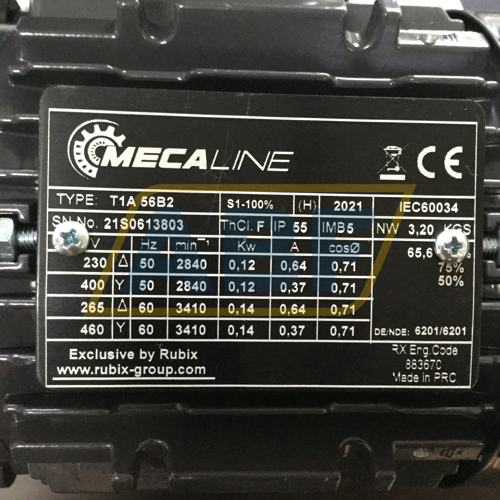 MECALINE
CE
TYPE: T1A 56B2 S1-100% (H) 2021 IEC60034
SN No. 21S0613803 ThCl. F IP 55 IMB5 NW 3,20 KGS
V Hz min⁻¹ Kw A cosØ 65,6
230 Δ 50 2840 0,12 0,64 0,71 75%
400 Y 50 2840 0,12 0,37 0,71 50%
265 Δ 60 3410 0,14 0,64 0,71
460 Y 60 3410 0,14 0,37 0,71 DE/NDE: 6201/6201
Exclusive by Rubix
www.rubix-group.com
RX Eng.Code
883670
Made in PRC